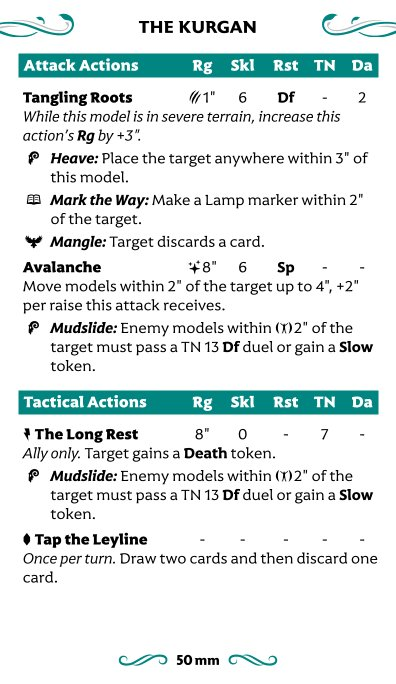 THE KURGAN
Attack Actions Rg Skl Rst TN Da
Tangling Roots 1" 6 Df - 2
While this model is in severe terrain, increase this
action's Rg by +3".
Heave: Place the target anywhere within 3" of
this model.
Mark the Way: Make a Lamp marker within 2"
of the target.
Mangle: Target discards a card.
Avalanche 8" 6 Sp - -
Move models within 2" of the target up to 4", +2"
per raise this attack receives.
Mudslide: Enemy models within 2" of the
target must pass a TN 13 Df duel or gain a Slow
token.
Tactical Actions Rg Skl Rst TN Da
The Long Rest 8" 0 - 7 -
Ally only. Target gains a Death token.
Mudslide: Enemy models within 2" of the
target must pass a TN 13 Df duel or gain a Slow
token.
Tap the Leyline - - - - -
Once per turn. Draw two cards and then discard one
card.
50 mm